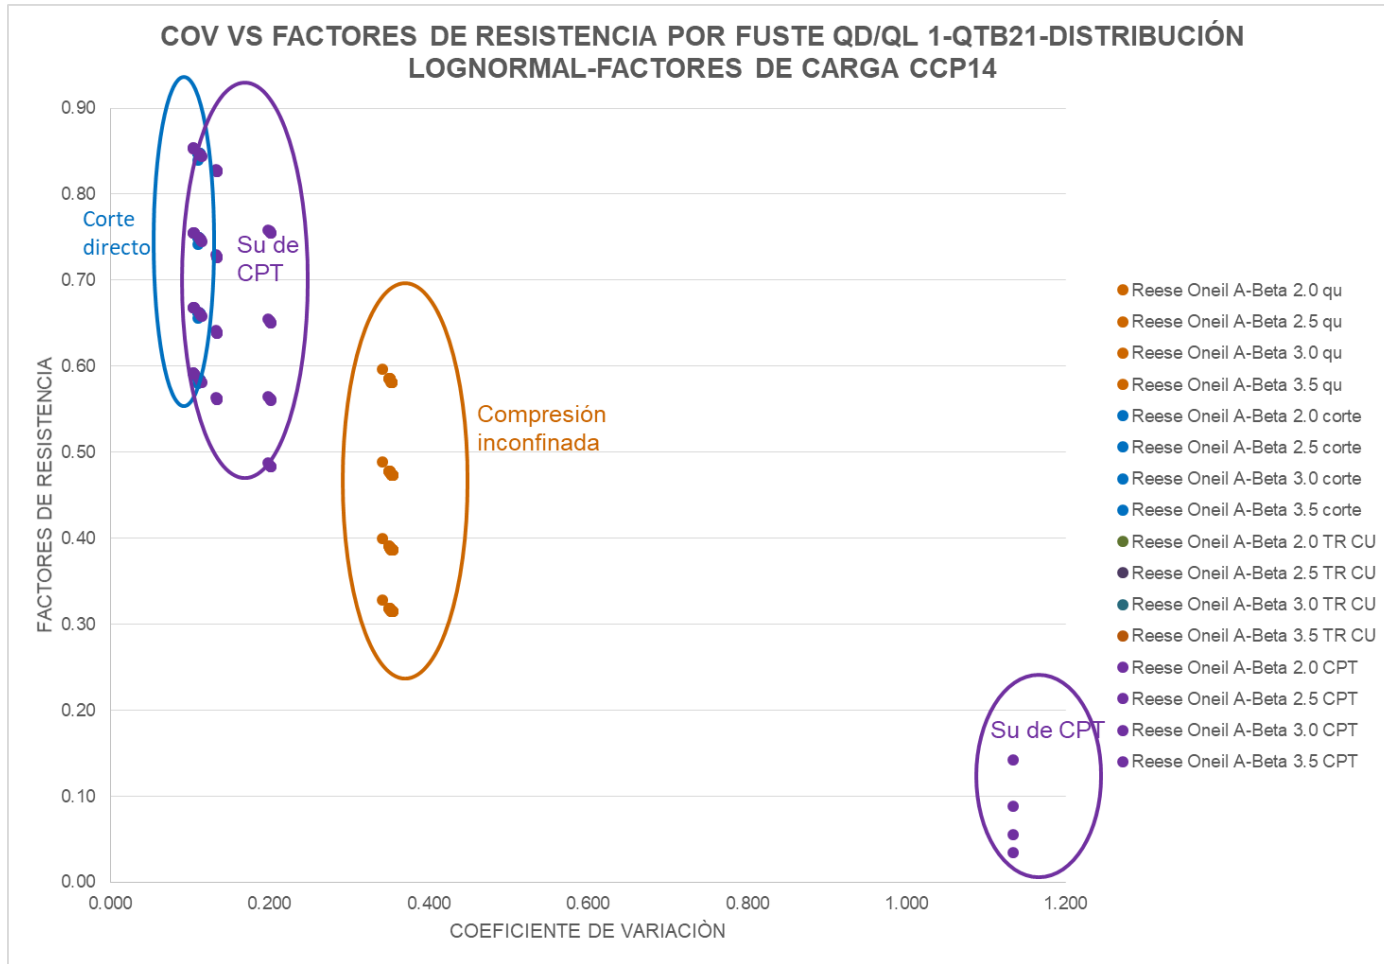 COV VS FACTORES DE RESISTENCIA POR FUSTE QD/QL 1-QTB21-DISTRIBUCIÓN
LOGNORMAL-FACTORES DE CARGA CCP14
FACTORES DE RESISTENCIA
0.90
0.80
0.70
0.60
0.50
0.40
0.30
0.20
0.10
0.00
0.000
0.200
0.400
0.600
0.800
1.000
1.200
COEFICIENTE DE VARIACIÒN
Corte
directo
Su de
CPT
Compresión
inconfinada
Su de CPT
Reese Oneil A-Beta 2.0 qu
Reese Oneil A-Beta 2.5 qu
Reese Oneil A-Beta 3.0 qu
Reese Oneil A-Beta 3.5 qu
Reese Oneil A-Beta 2.0 corte
Reese Oneil A-Beta 2.5 corte
Reese Oneil A-Beta 3.0 corte
Reese Oneil A-Beta 3.5 corte
Reese Oneil A-Beta 2.0 TR CU
Reese Oneil A-Beta 2.5 TR CU
Reese Oneil A-Beta 3.0 TR CU
Reese Oneil A-Beta 3.5 TR CU
Reese Oneil A-Beta 2.0 CPT
Reese Oneil A-Beta 2.5 CPT
Reese Oneil A-Beta 3.0 CPT
Reese Oneil A-Beta 3.5 CPT